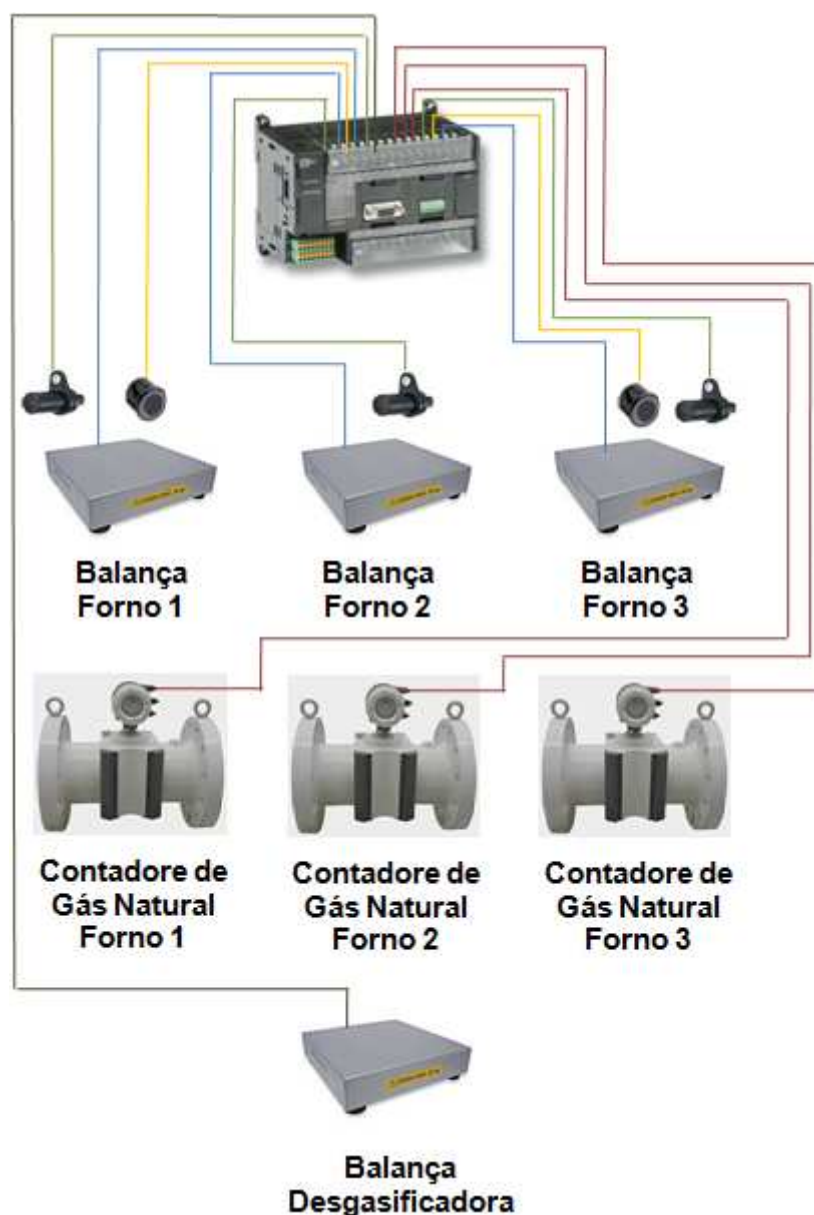 Balança
Forno 1
Balança
Forno 2
Balança
Forno 3
Contadore de
Gás Natural
Forno 1
Contadore de
Gás Natural
Forno 2
Contadore de
Gás Natural
Forno 3
Balança
Desgasificadora